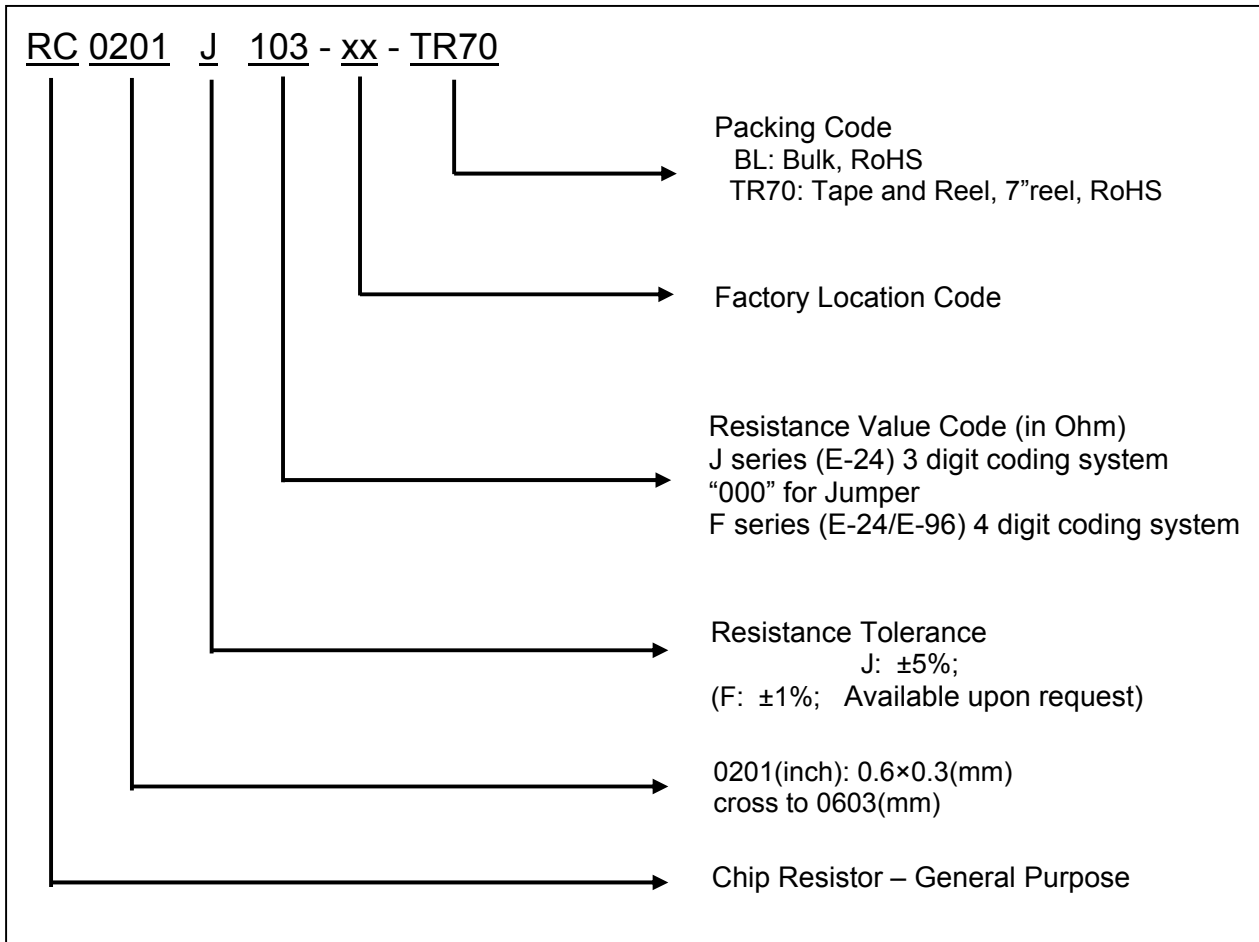 RC 0201 J 103 - xx - TR70
Packing Code
BL: Bulk, RoHS
TR70: Tape and Reel, 7”reel, RoHS
Factory Location Code
Resistance Value Code (in Ohm)
J series (E-24) 3 digit coding system
“000” for Jumper
F series (E-24/E-96) 4 digit coding system
Resistance Tolerance
J: ±5%;
(F: ±1%; Available upon request)
0201(inch): 0.6×0.3(mm)
cross to 0603(mm)
Chip Resistor – General Purpose